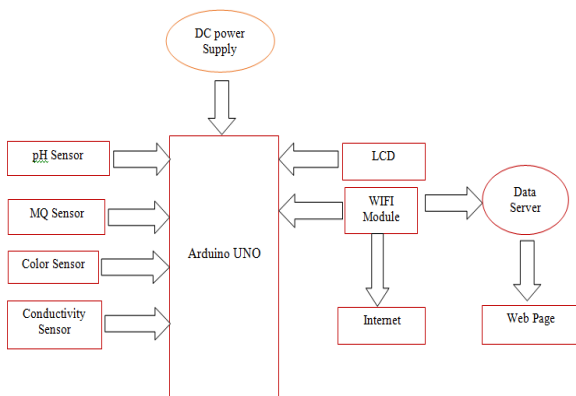 DC power
Supply
pH Sensor
LCD
MQ Sensor
WIFI
Module
Data
Server
Arduino UNO
Color Sensor
Conductivity
Sensor
Internet
Web Page